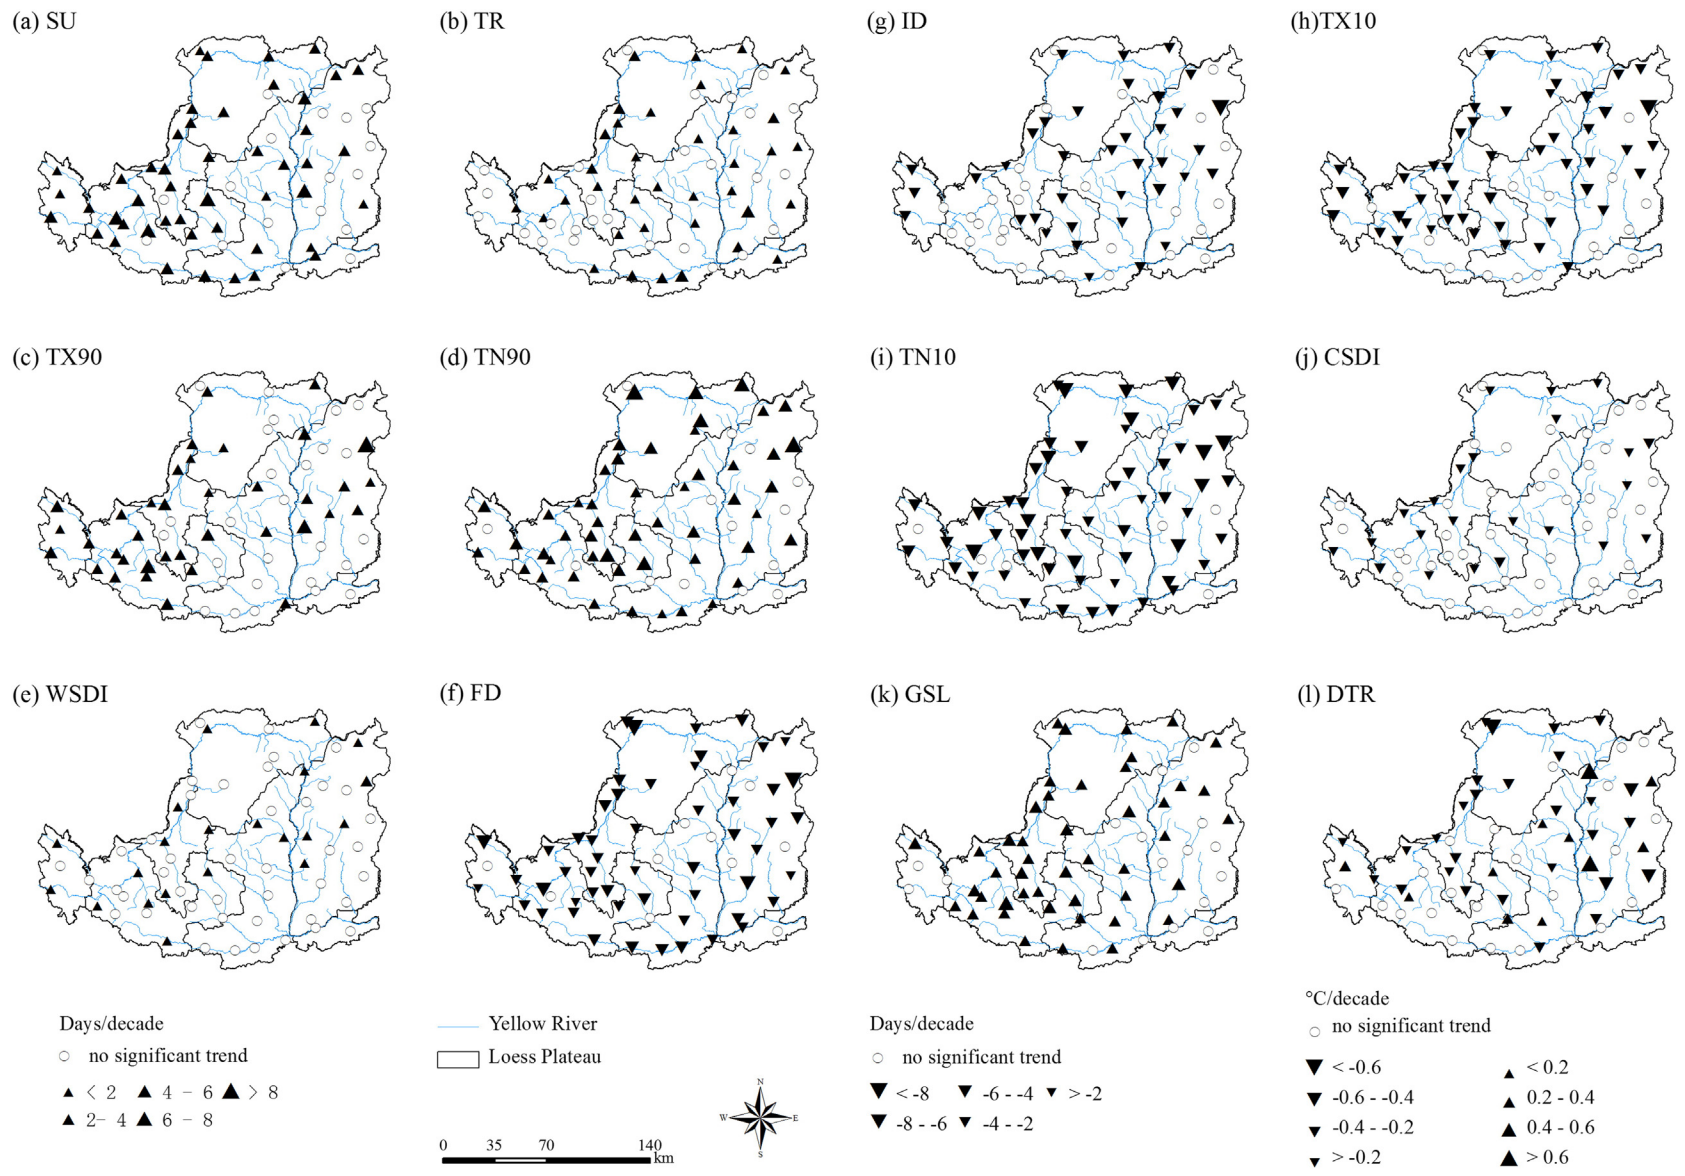 (a) SU
(b) TR
(g) ID
(h)TX10
(c) TX90
(d) TN90
(i) TN10
(j) CSDI
(e) WSDI
(f) FD
(k) GSL
(l) DTR
Days/decade
no significant trend
< 2
4 - 6
> 8
2- 4
6 - 8
Yellow River
Loess Plateau
N
W
E
S
0
35
70
140
km
Days/decade
no significant trend
< -8
-6 - -4
> -2
-8 - -6
-4 - -2
°C/decade
no significant trend
< -0.6
< 0.2
-0.6 - -0.4
0.2 - 0.4
-0.4 - -0.2
0.4 - 0.6
> -0.2
> 0.6